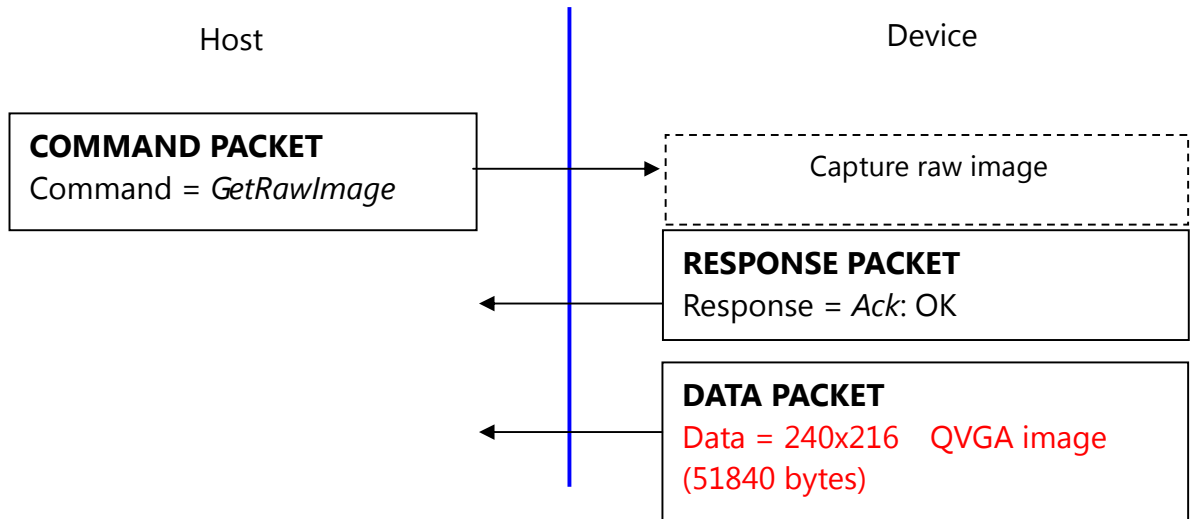 Host
Device
COMMAND PACKET
Command = GetRawImage
Capture raw image
RESPONSE PACKET
Response = Ack: OK
DATA PACKET
Data = 240x216 QVGA image
(51840 bytes)